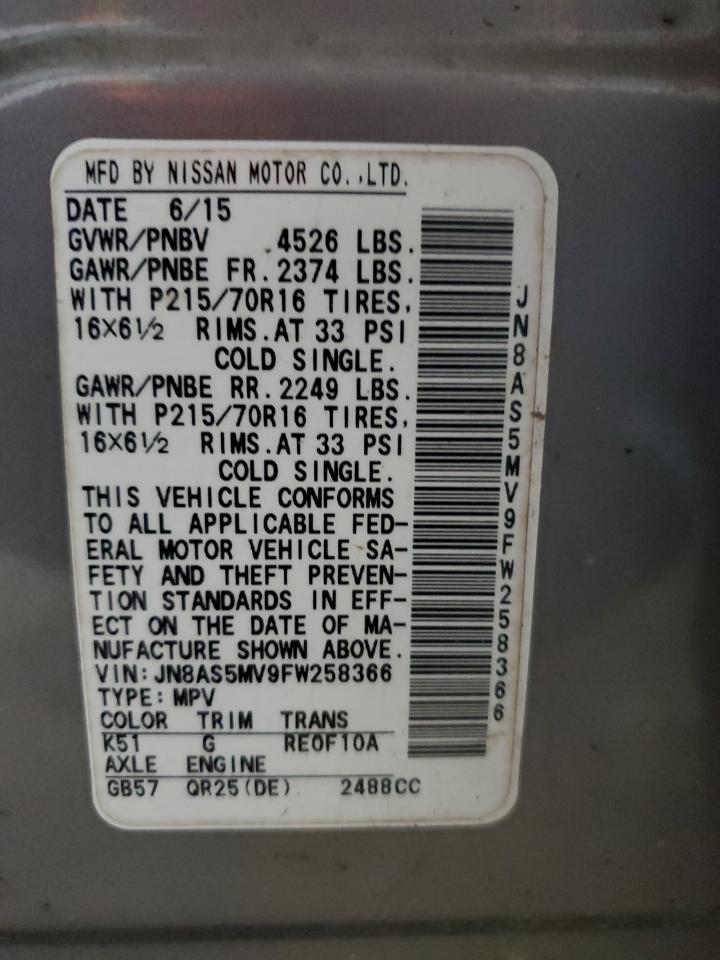 MFD BY NISSAN MOTOR CO.,LTD.
DATE 6/15
GVWR/PNBV 4526 LBS.
GAWR/PNBE FR. 2374 LBS.
WITH P215/70R16 TIRES,
16X6½ RIMS.AT 33 PSI
COLD SINGLE.
GAWR/PNBE RR. 2249 LBS.
WITH P215/70R16 TIRES,
16X6½ RIMS.AT 33 PSI
COLD SINGLE.
THIS VEHICLE CONFORMS
TO ALL APPLICABLE FED-
ERAL MOTOR VEHICLE SA-
FETY AND THEFT PREVEN-
TION STANDARDS IN EFF-
ECT ON THE DATE OF MA-
NUFACTURE SHOWN ABOVE.
VIN:JN8AS5MV9FW258366
TYPE:MPV
COLOR TRIM TRANS
K51 G RE0F10A
AXLE ENGINE
GB57 QR25(DE) 2488CC
JN8AS5MV9FW258366